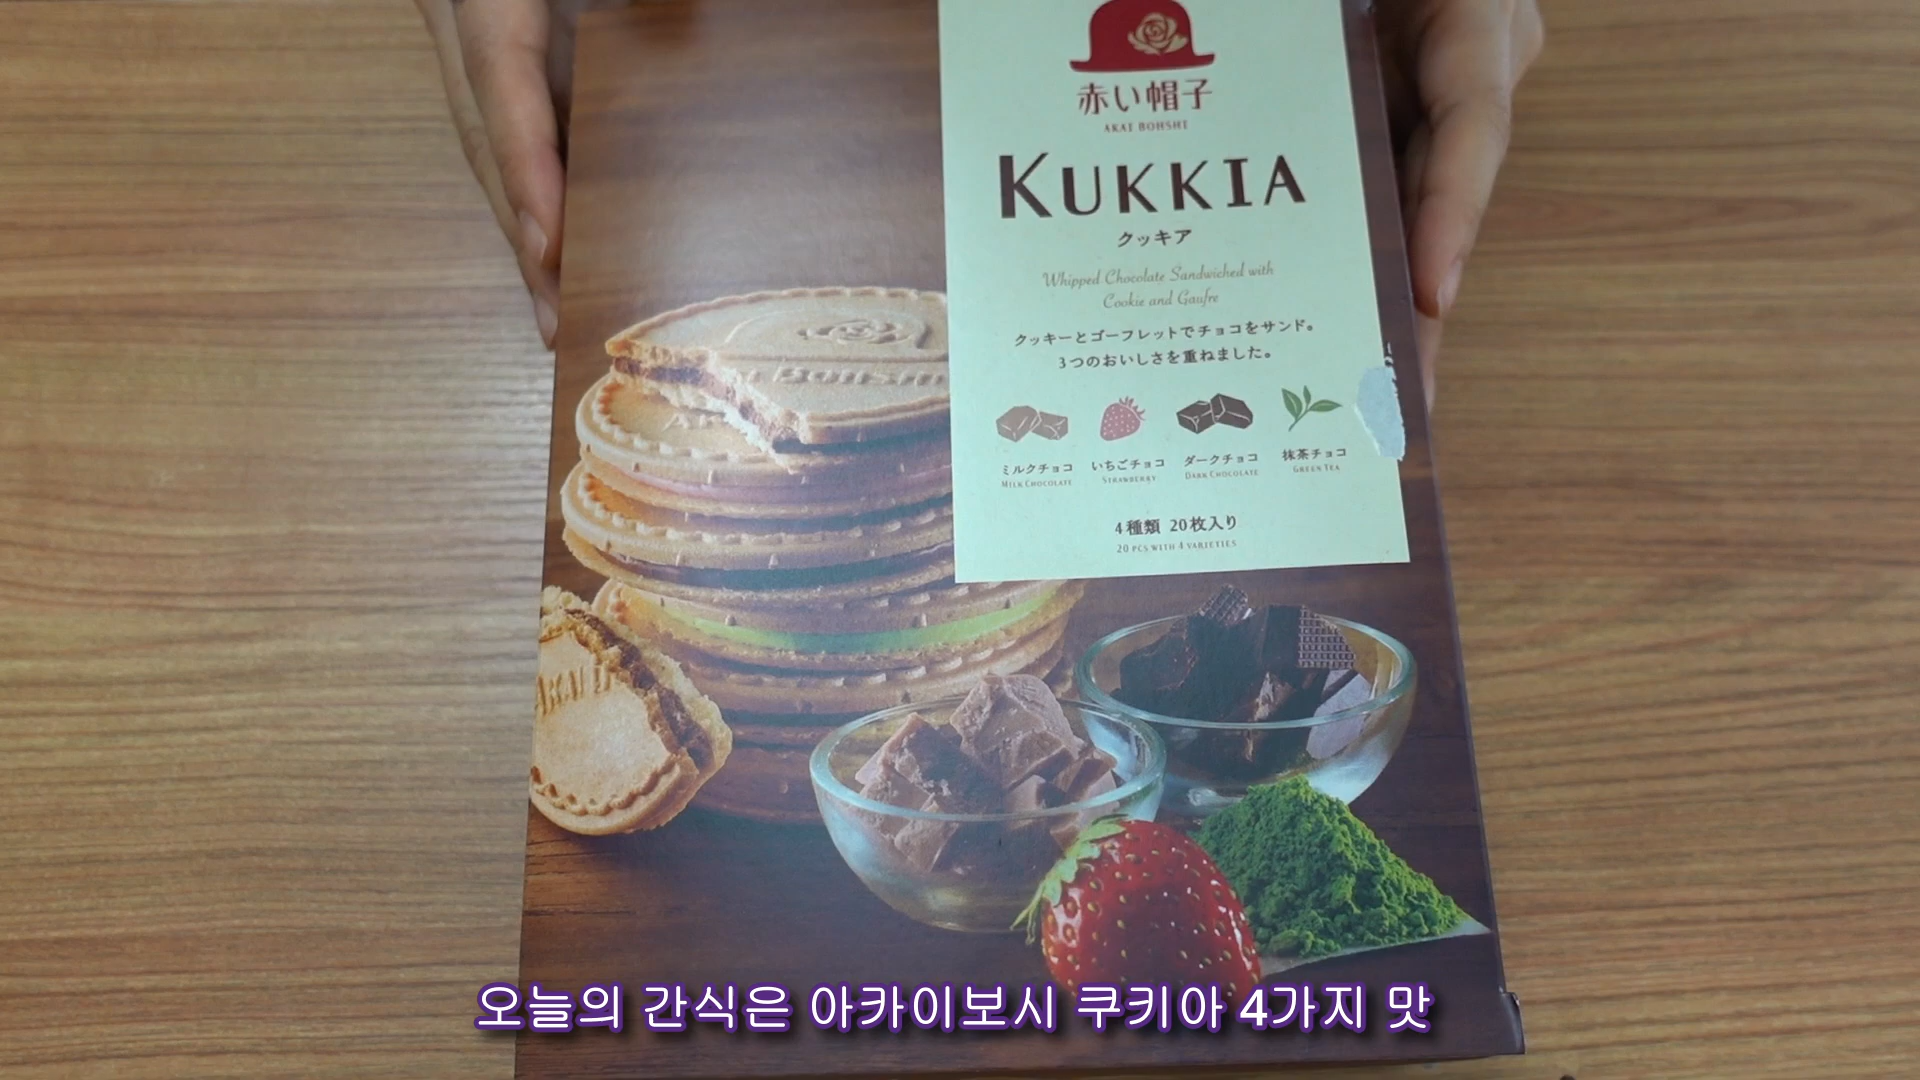 赤い帽子
AKAI BOHSHI
KUKKIA
クッキア
Whipped Chocolate Sandwiched with
Cookie and Gaufre
クッキーとゴーフレットでチョコをサンド。
3つのおいしさを重ねました。
ミルクチョコ いちごチョコ ダークチョコ 抹茶チョコ
MILK CHOCOLATE STRAWBERRY DARK CHOCOLATE GREEN TEA
4種類 20枚入り
20 PCS WITH 4 VARIETIES
오늘의 간식은 아카이보시 쿠키아 4가지 맛